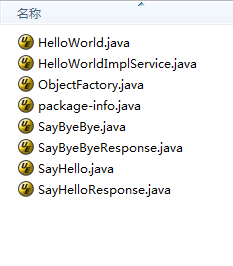 名称
HelloWorld.java
HelloWorldImplService.java
ObjectFactory.java
package-info.java
SayByeBye.java
SayByeByeResponse.java
SayHello.java
SayHelloResponse.java